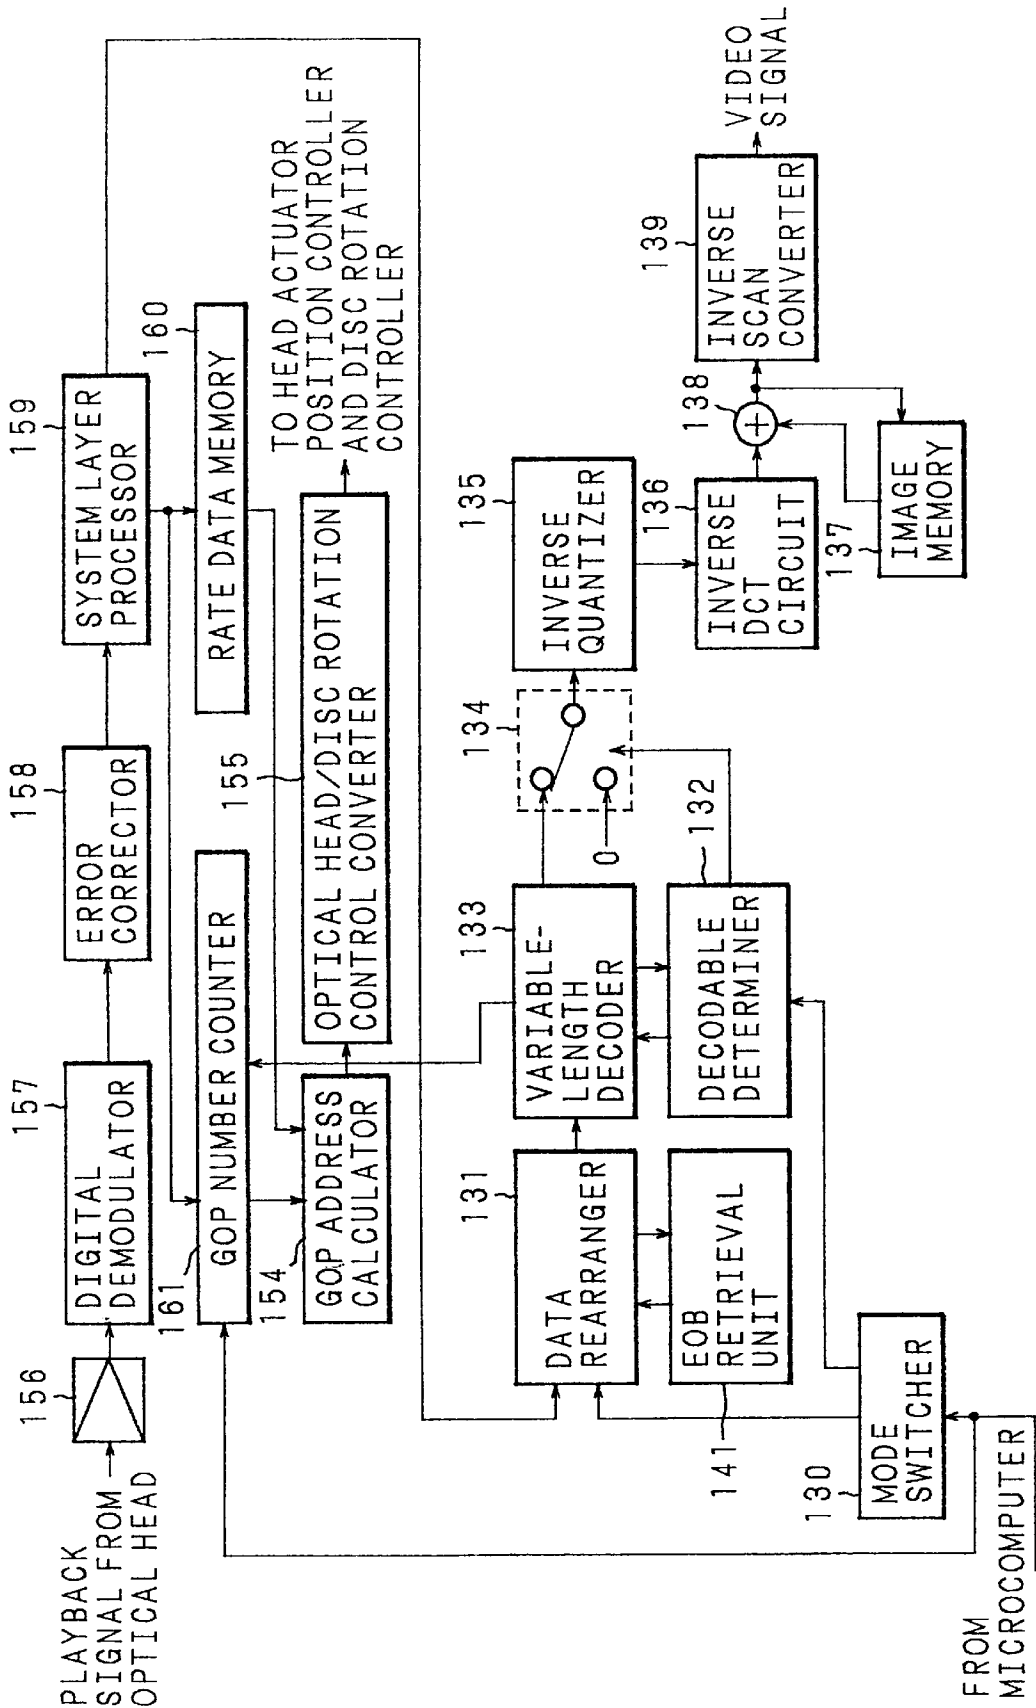 PLAYBACK
SIGNAL FROM
OPTICAL HEAD
156
157
DIGITAL
DEMODULATOR
158
ERROR
CORRECTOR
159
SYSTEM LAYER
PROCESSOR
161
GOP NUMBER COUNTER
160
RATE DATA MEMORY
154
GOP ADDRESS
CALCULATOR
155
OPTICAL HEAD/DISC ROTATION
CONTROL CONVERTER
TO HEAD ACTUATOR
POSITION CONTROLLER
AND DISC ROTATION
CONTROLLER
131
DATA
REARRANGER
133
VARIABLE-
LENGTH
DECODER
134
0
135
INVERSE
QUANTIZER
141
EOB
RETRIEVAL
UNIT
132
DECODABLE
DETERMINER
136
INVERSE
DCT
CIRCUIT
138
+
139
INVERSE
SCAN
CONVERTER
VIDEO
SIGNAL
137
IMAGE
MEMORY
130
MODE
SWITCHER
FROM
MICROCOMPUTER